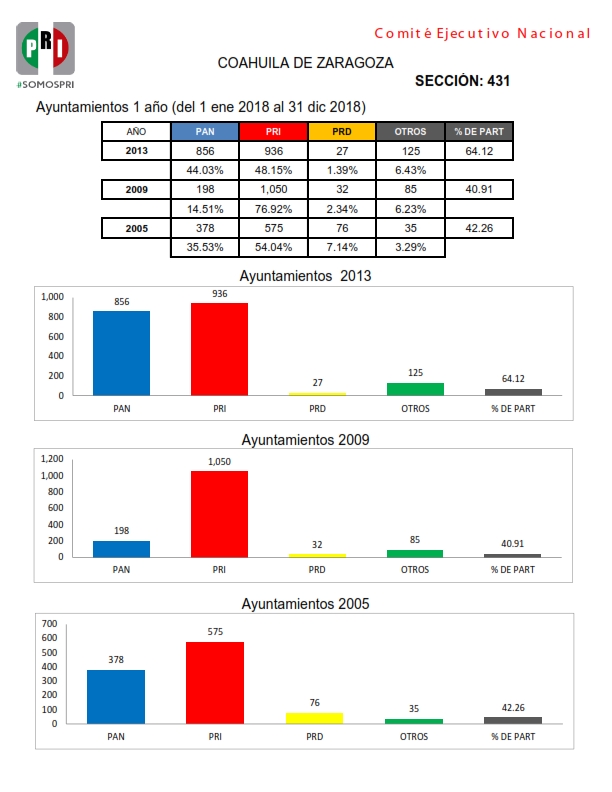 Comité Ejecutivo Nacional
PRI
#SOMOSPRI
COAHUILA DE ZARAGOZA
SECCIÓN: 431
Ayuntamientos 1 año (del 1 ene 2018 al 31 dic 2018)
AÑO PAN PRI PRD OTROS % DE PART
2013 856 936 27 125 64.12
44.03% 48.15% 1.39% 6.43%
2009 198 1,050 32 85 40.91
14.51% 76.92% 2.34% 6.23%
2005 378 575 76 35 42.26
35.53% 54.04% 7.14% 3.29%
Ayuntamientos 2013
1,000
800
600
400
200
0
856 936 27 125 64.12
PAN PRI PRD OTROS % DE PART
Ayuntamientos 2009
1,200
1,000
800
600
400
200
0
198 1,050 32 85 40.91
PAN PRI PRD OTROS % DE PART
Ayuntamientos 2005
700
600
500
400
300
200
100
0
378 575 76 35 42.26
PAN PRI PRD OTROS % DE PART